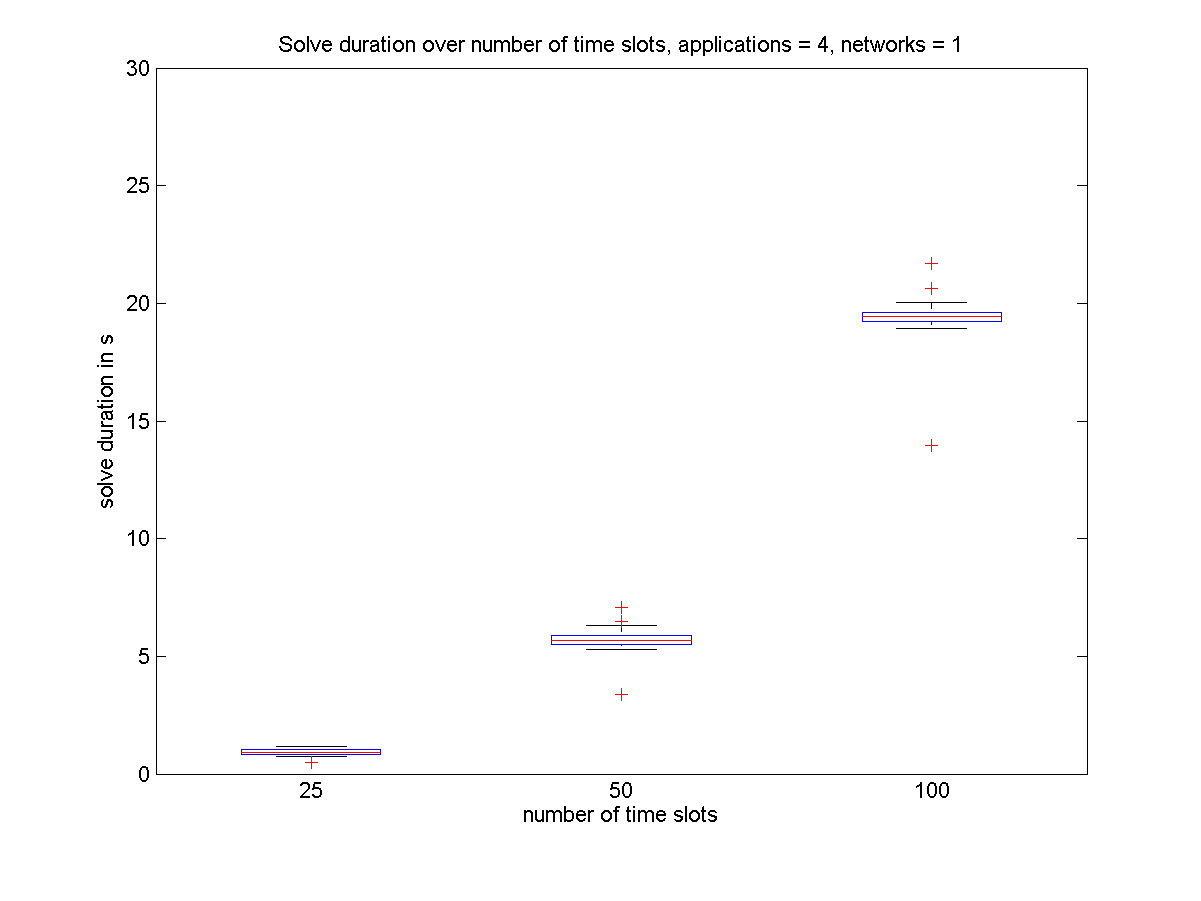 Solve duration over number of time slots, applications = 4, networks = 1
30
25
20
15
10
5
0
solve duration in s
25 50 100
number of time slots